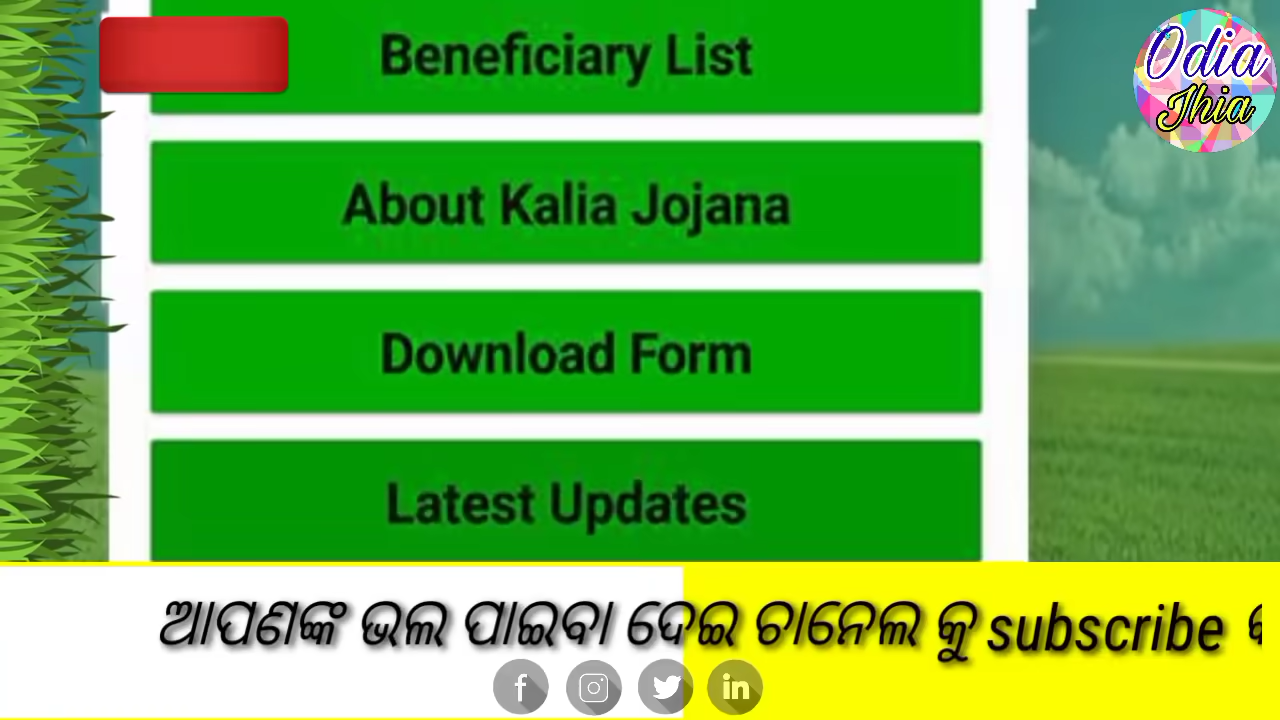 Beneficiary List
Odia
Jhia
About Kalia Jojana
Download Form
Latest Updates
ଆପଣଙ୍କ ଭଲ ପାଇବା ଦେଇ ଚାନେଲ କୁ subscribe